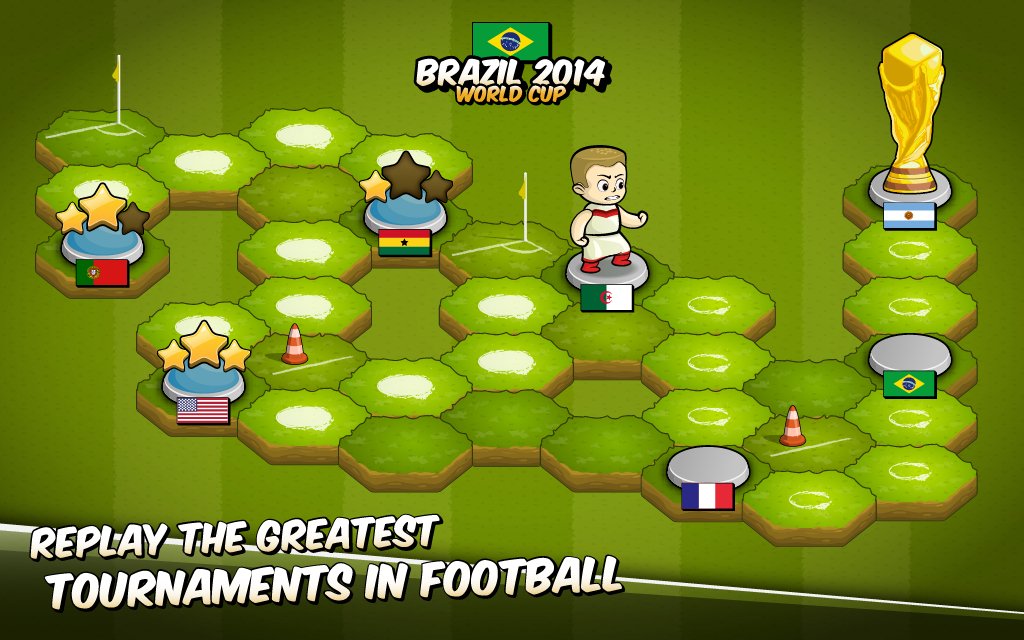 BRAZIL 2014
WORLD CUP
REPLAY THE GREATEST
TOURNAMENTS IN FOOTBALL